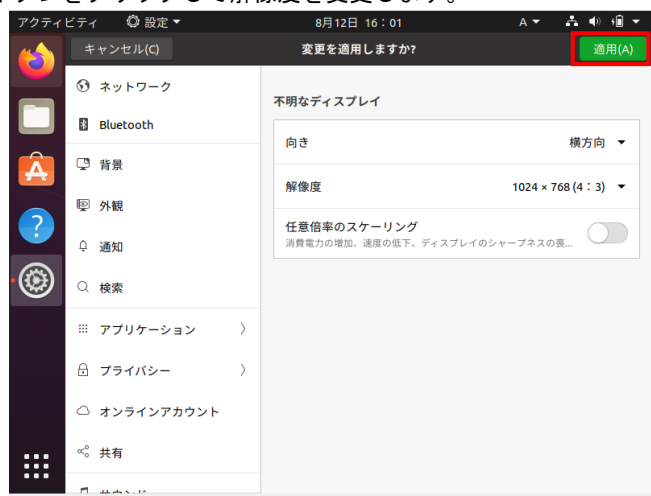 アクティビティ 設定 8月12日 16：01 A
キャンセル(C) 変更を適用しますか? 適用(A)
ネットワーク
Bluetooth
背景
外観
通知
検索
アプリケーション
プライバシー
オンラインアカウント
共有
不明なディスプレイ
向き 横方向
解像度 1024 × 768 (4：3)
任意倍率のスケーリング
消費電力の増加、速度の低下、ディスプレイのシャープネスの喪...